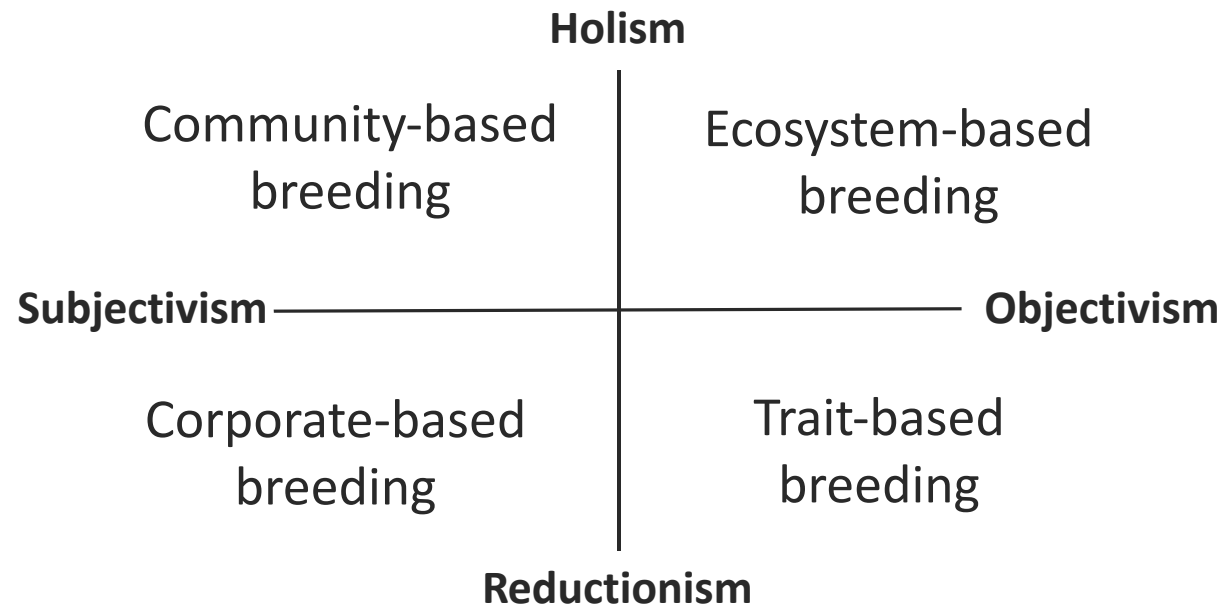 Holism
Community-based
breeding
Ecosystem-based
breeding
Subjectivism
Objectivism
Corporate-based
breeding
Trait-based
breeding
Reductionism